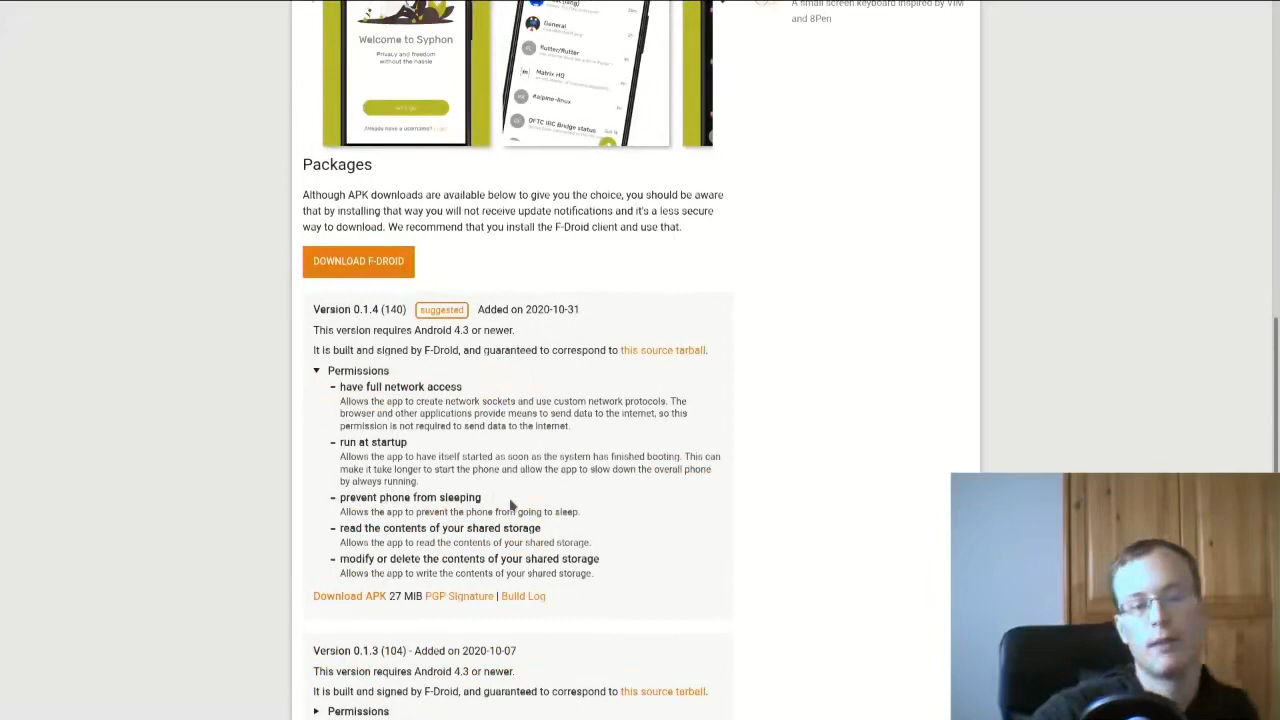 A small screen keyboard inspired by VIM
and 8Pen
Welcome to Syphon
Privacy and freedom
without the hassle
Already have a username?
General
flutter/flutter
Matrix HQ
#alpine-linux
OFTC IRC Bridge status
Packages
Although APK downloads are available below to give you the choice, you should be aware
that by installing that way you will not receive update notifications and it's a less secure
way to download. We recommend that you install the F-Droid client and use that.
DOWNLOAD F-DROID
Version 0.1.4 (140) suggested Added on 2020-10-31
This version requires Android 4.3 or newer.
It is built and signed by F-Droid, and guaranteed to correspond to this source tarball.
Permissions
have full network access
Allows the app to create network sockets and use custom network protocols. The
browser and other applications provide means to send data to the internet, so this
permission is not required to send data to the internet.
run at startup
Allows the app to have itself started as soon as the system has finished booting. This can
make it take longer to start the phone and allow the app to slow down the overall phone
by always running.
prevent phone from sleeping
Allows the app to prevent the phone from going to sleep.
read the contents of your shared storage
Allows the app to read the contents of your shared storage.
modify or delete the contents of your shared storage
Allows the app to write the contents of your shared storage.
Download APK 27 MiB PGP Signature | Build Log
Version 0.1.3 (104) - Added on 2020-10-07
This version requires Android 4.3 or newer.
It is built and signed by F-Droid, and guaranteed to correspond to this source tarball.
Permissions